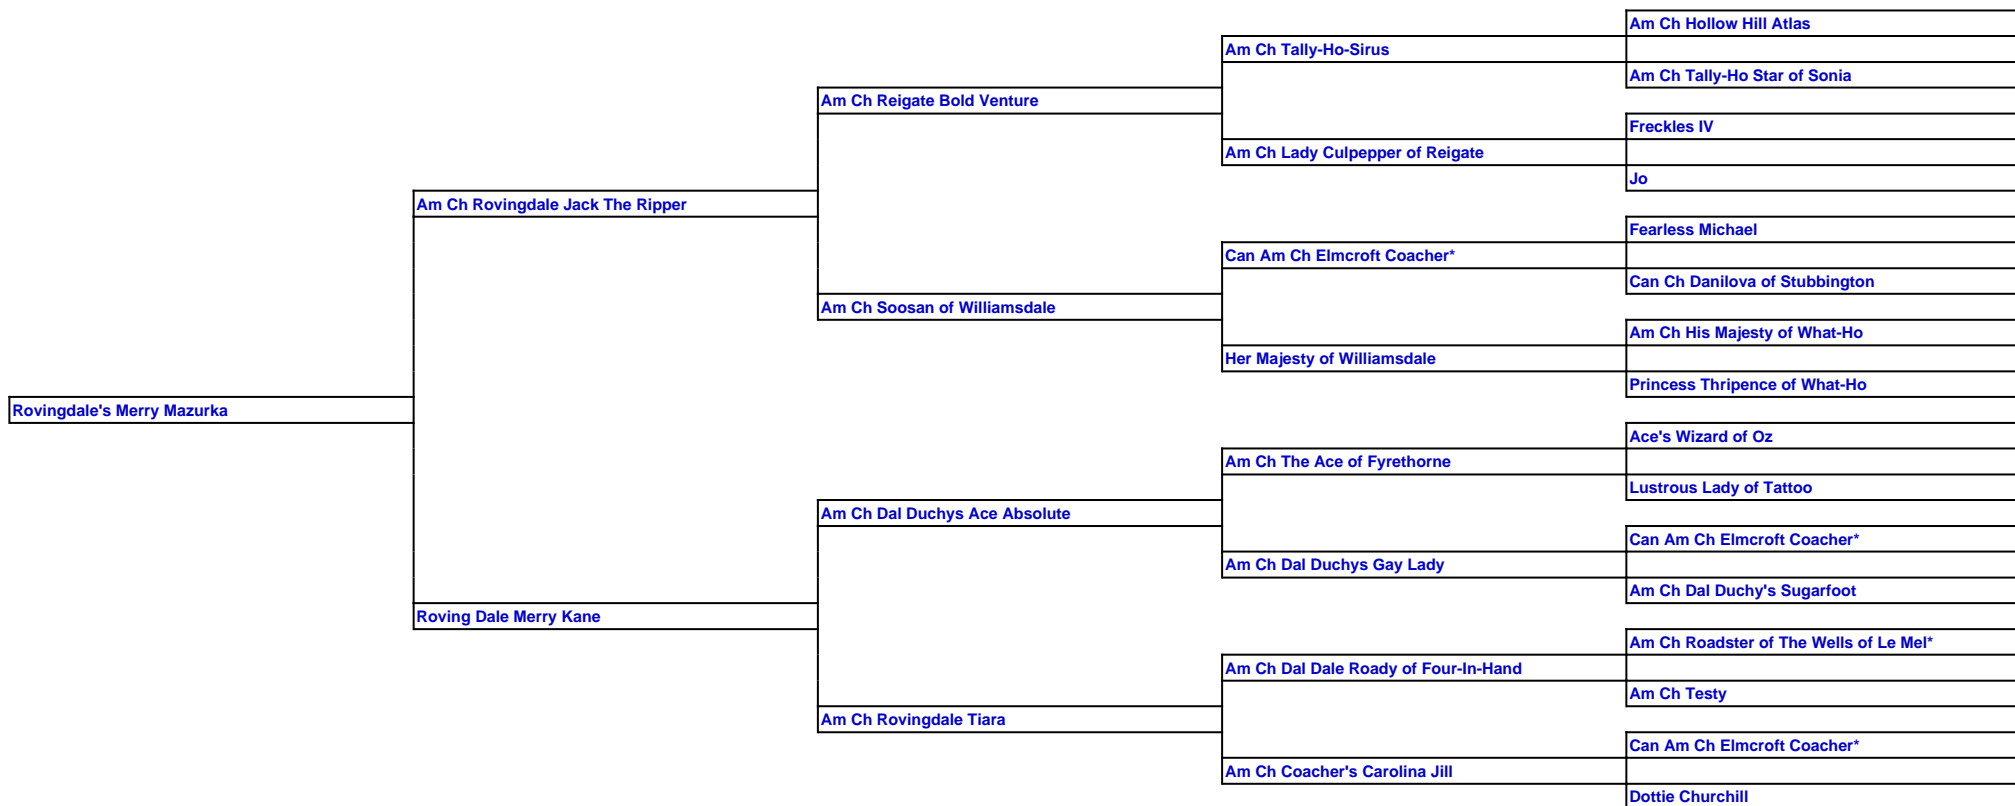 Am Ch Hollow Hill Atlas
Am Ch Tally-Ho-Sirus
Am Ch Tally-Ho Star of Sonia
Am Ch Reigate Bold Venture
Freckles IV
Am Ch Lady Culpepper of Reigate
Jo
Am Ch Rovingdale Jack The Ripper
Fearless Michael
Can Am Ch Elmcroft Coacher*
Can Ch Danilova of Stubbington
Am Ch Soosan of Williamsdale
Am Ch His Majesty of What-Ho
Her Majesty of Williamsdale
Princess Thripence of What-Ho
Rovingdale's Merry Mazurka
Ace's Wizard of Oz
Am Ch The Ace of Fyrethorne
Lustrous Lady of Tattoo
Am Ch Dal Duchys Ace Absolute
Can Am Ch Elmcroft Coacher*
Am Ch Dal Duchys Gay Lady
Am Ch Dal Duchy's Sugarfoot
Roving Dale Merry Kane
Am Ch Roadster of The Wells of Le Mel*
Am Ch Dal Dale Roady of Four-In-Hand
Am Ch Testy
Am Ch Rovingdale Tiara
Can Am Ch Elmcroft Coacher*
Am Ch Coacher's Carolina Jill
Dottie Churchill